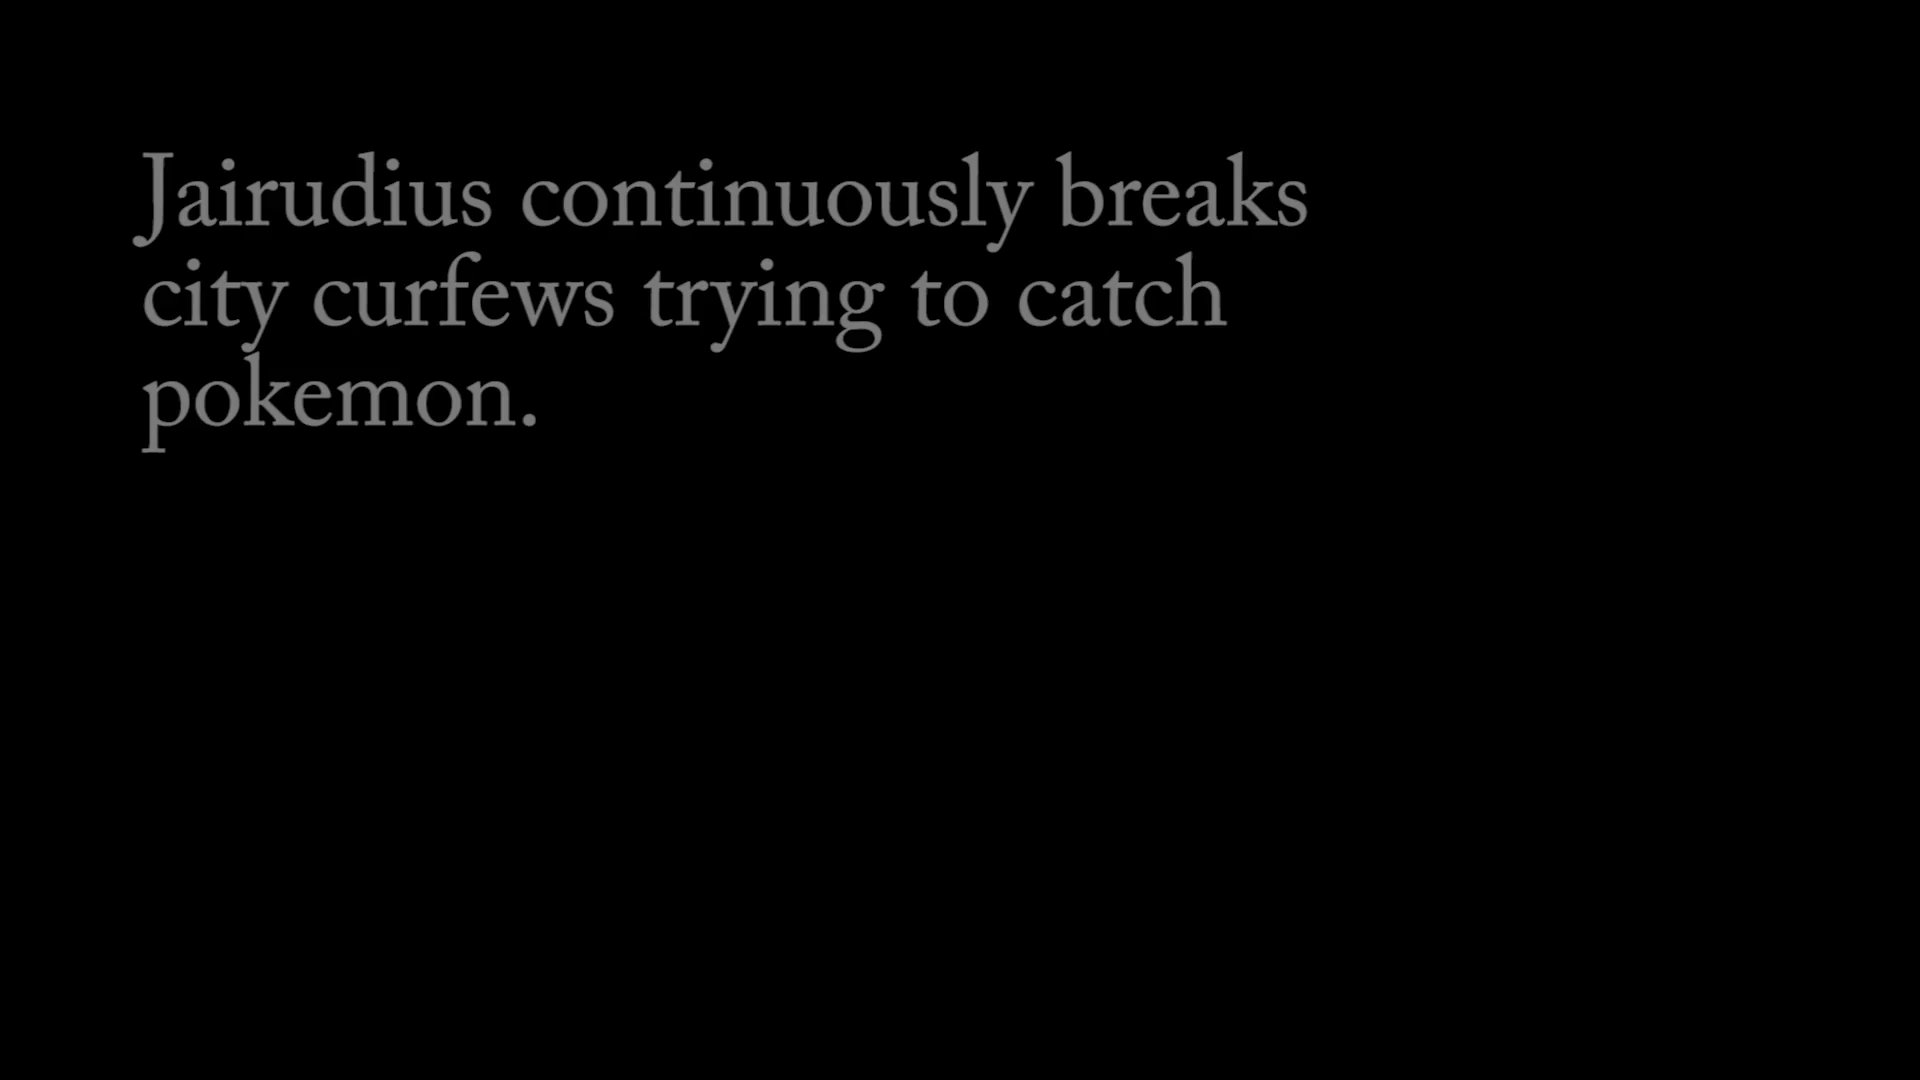 Jairudius continuously breaks
city curfews trying to catch
pokemon.